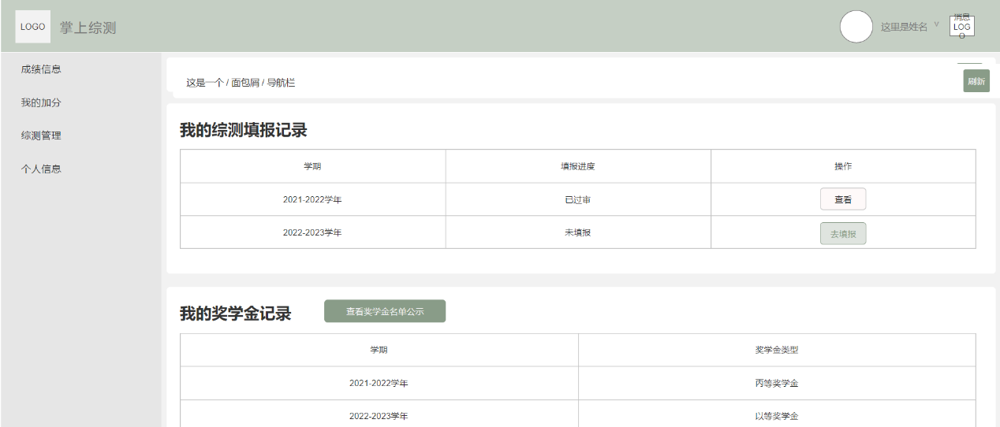 LOGO 掌上综测 这里是姓名 v 消息
LOG
O
成绩信息
我的加分
综测管理
个人信息
这是一个 / 面包屑 / 导航栏 刷新
我的综测填报记录
学期 填报进度 操作
2021-2022学年 已过审 查看
2022-2023学年 未填报 去填报
我的奖学金记录 查看奖学金名单公示
学期 奖学金类型
2021-2022学年 丙等奖学金
2022-2023学年 以等奖学金